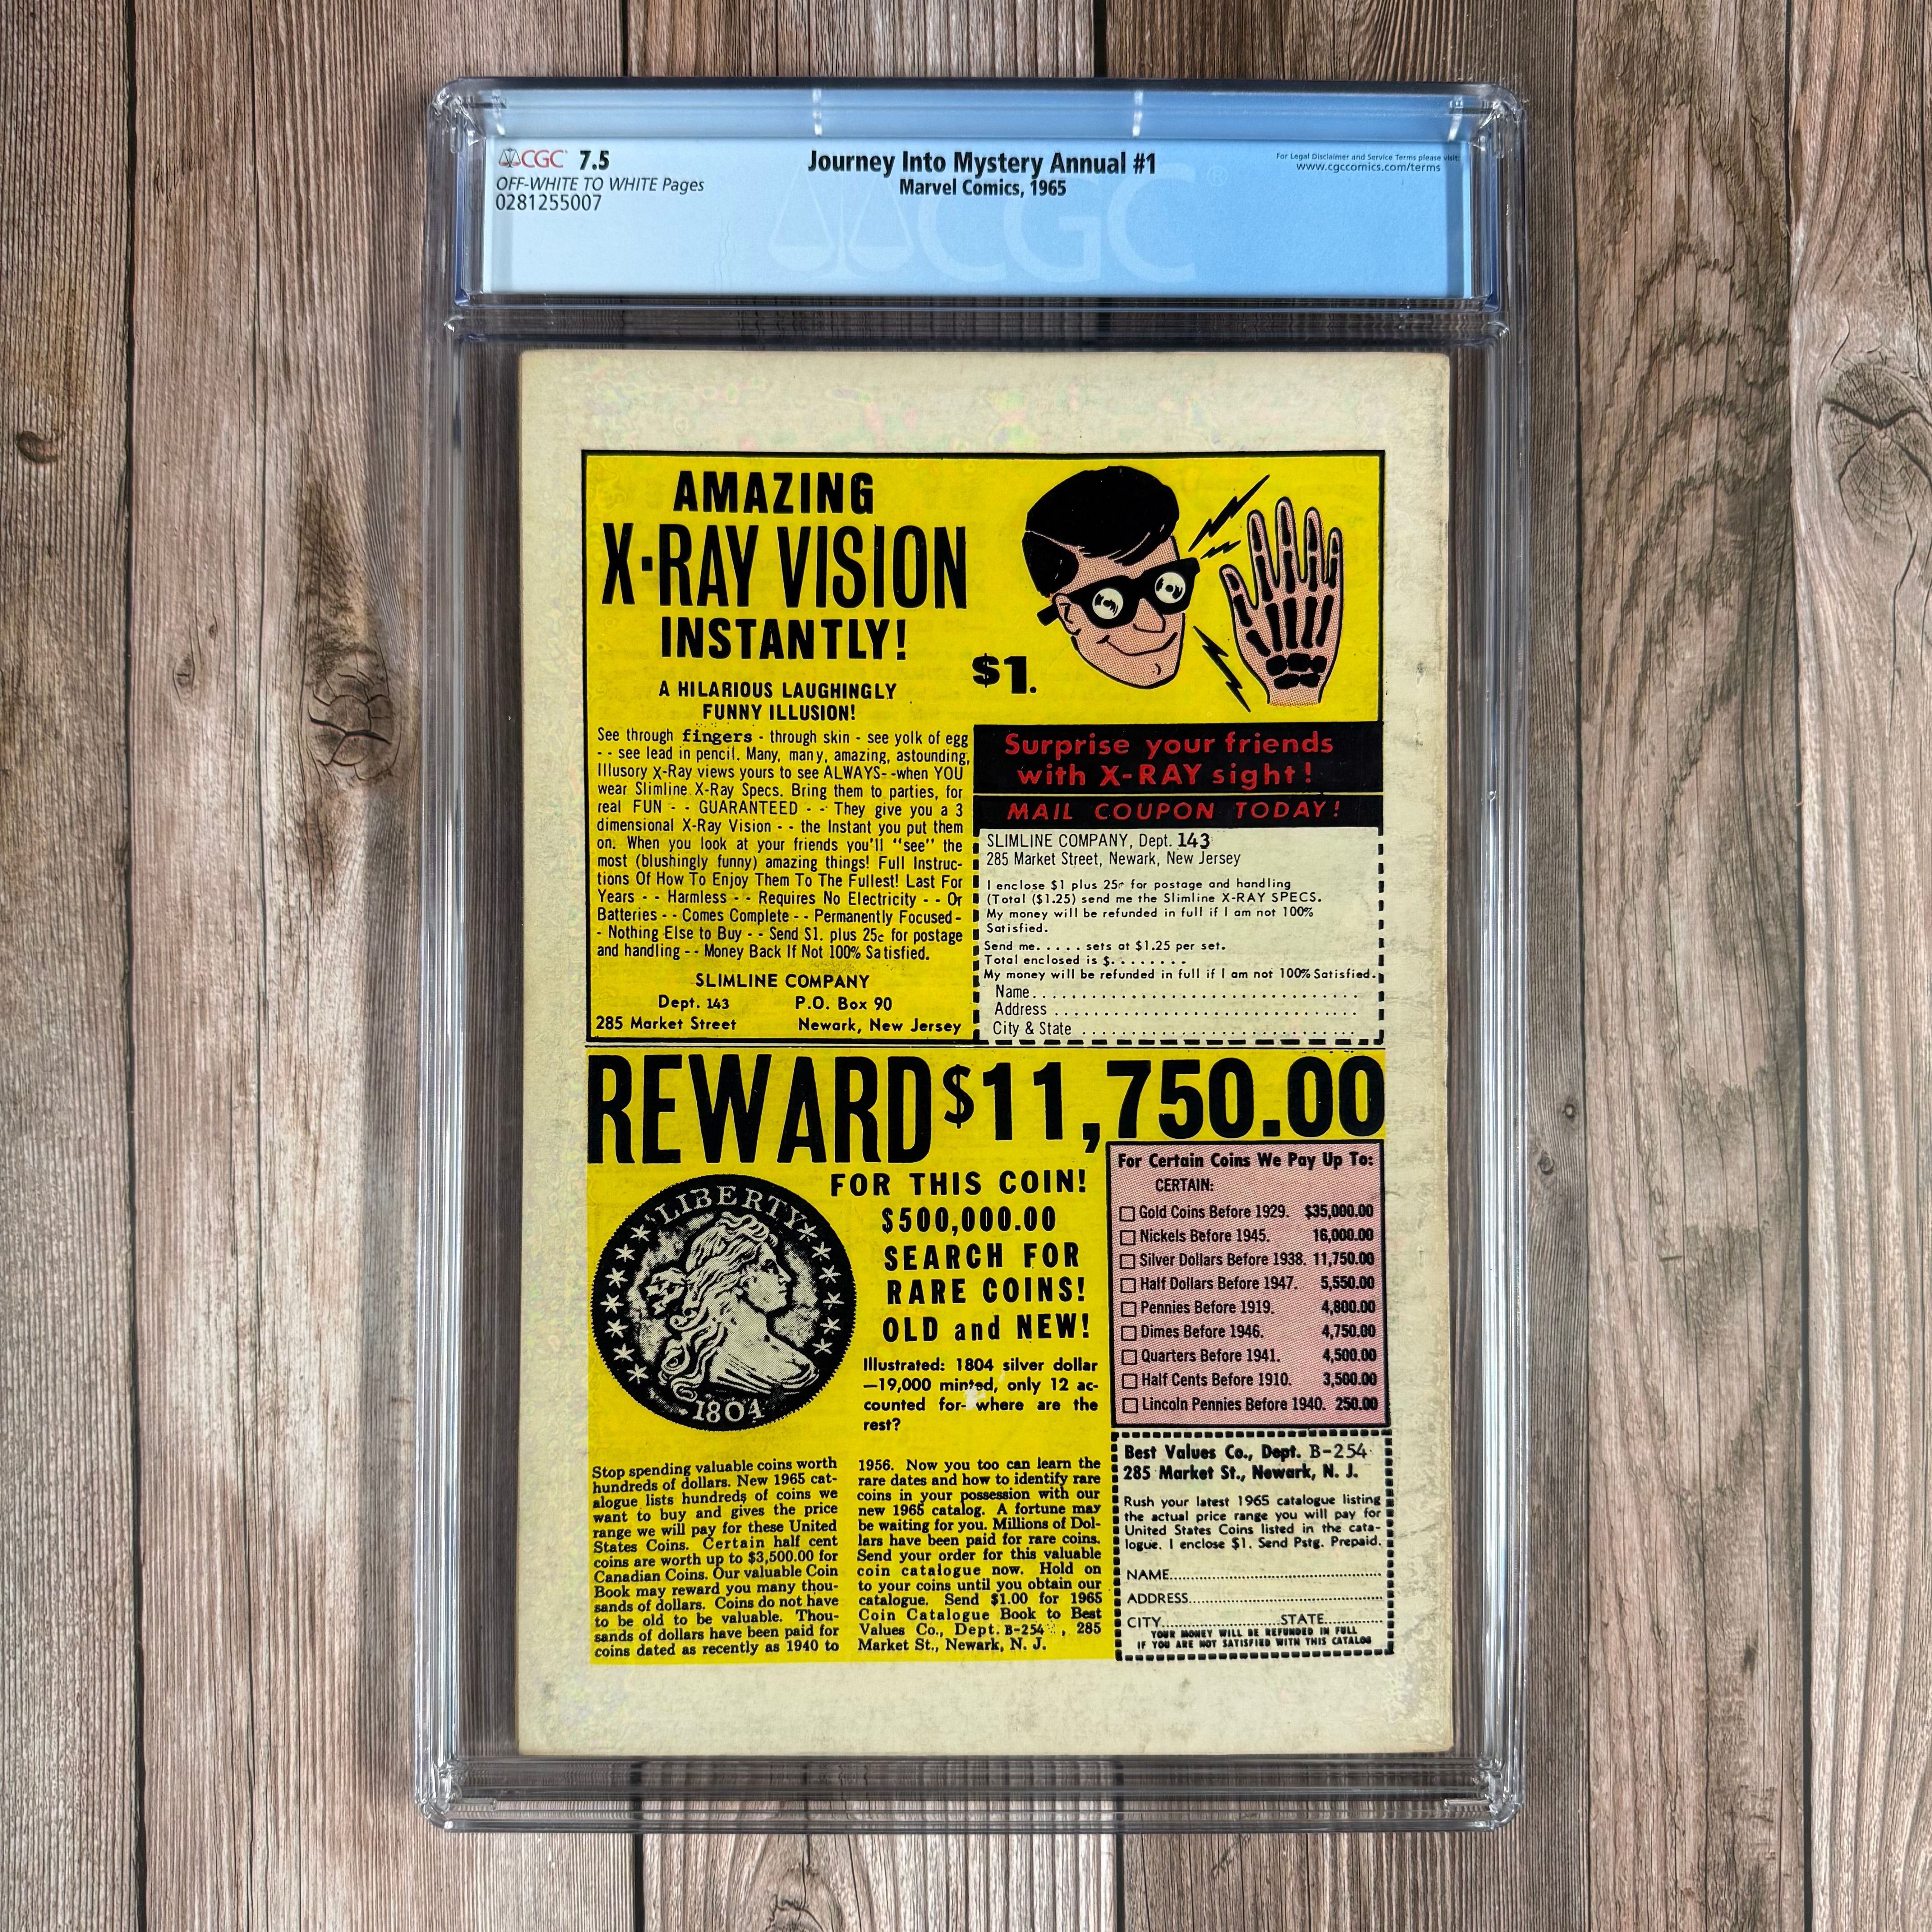 CGC 7.5
OFF-WHITE TO WHITE Pages
0281255007
Journey Into Mystery Annual #1
Marvel Comics, 1965
For Legal Disclaimer and Service Terms please visit:
www.cgccomics.com/terms
CGC
AMAZING
X-RAY VISION
INSTANTLY!
A HILARIOUS LAUGHINGLY
FUNNY ILLUSION!
$1.
See through fingers - through skin - see yolk of egg
- - see lead in pencil. Many, many, amazing, astounding,
Illusory X-Ray views yours to see ALWAYS- -when YOU
wear Slimline X-Ray Specs. Bring them to parties, for
real FUN - - GUARANTEED - - They give you a 3
dimensional X-Ray Vision - - the Instant you put them
on. When you look at your friends you'll "see" the
most (blushingly funny) amazing things! Full Instruc-
tions Of How To Enjoy Them To The Fullest! Last For
Years - - Harmless - - Requires No Electricity - - Or
Batteries - - Comes Complete - - Permanently Focused -
- Nothing Else to Buy - - Send $1. plus 25c for postage
and handling - - Money Back If Not 100% Satisfied.
SLIMLINE COMPANY
Dept. 143 P.O. Box 90
285 Market Street Newark, New Jersey
Surprise your friends
with X-RAY sight!
MAIL COUPON TODAY!
SLIMLINE COMPANY, Dept. 143
285 Market Street, Newark, New Jersey
I enclose $1 plus 25c for postage and handling
(Total ($1.25) send me the Slimline X-RAY SPECS.
My money will be refunded in full if I am not 100%
Satisfied.
Send me..... sets at $1.25 per set.
Total enclosed is $........
My money will be refunded in full if I am not 100% Satisfied.
Name.................................
Address ..............................
City & State ...........................
REWARD $11,750.00
FOR THIS COIN!
$500,000.00
SEARCH FOR
RARE COINS!
OLD and NEW!
LIBERTY
1804
Illustrated: 1804 silver dollar
—19,000 minted, only 12 ac-
counted for- where are the
rest?
Stop spending valuable coins worth
hundreds of dollars. New 1965 cat-
alogue lists hundreds of coins we
want to buy and gives the price
range we will pay for these United
States Coins. Certain half cent
coins are worth up to $3,500.00 for
Canadian Coins. Our valuable Coin
Book may reward you many thou-
sands of dollars. Coins do not have
to be old to be valuable. Thou-
sands of dollars have been paid for
coins dated as recently as 1940 to
1956. Now you too can learn the
rare dates and how to identify rare
coins in your possession with our
new 1965 catalog. A fortune may
be waiting for you. Millions of Dol-
lars have been paid for rare coins.
Send your order for this valuable
coin catalogue now. Hold on
to your coins until you obtain our
catalogue. Send $1.00 for 1965
Coin Catalogue Book to Best
Values Co., Dept. B-254, 285
Market St., Newark, N. J.
For Certain Coins We Pay Up To:
CERTAIN:
Gold Coins Before 1929. $35,000.00
Nickels Before 1945. 16,000.00
Silver Dollars Before 1938. 11,750.00
Half Dollars Before 1947. 5,550.00
Pennies Before 1919. 4,800.00
Dimes Before 1946. 4,750.00
Quarters Before 1941. 4,500.00
Half Cents Before 1910. 3,500.00
Lincoln Pennies Before 1940. 250.00
Best Values Co., Dept. B-254
285 Market St., Newark, N. J.
Rush your latest 1965 catalogue listing
the actual price range you will pay for
United States Coins listed in the cata-
logue. I enclose $1. Send Pstg. Prepaid.
NAME..................................
ADDRESS..............................
CITY....................STATE............
YOUR MONEY WILL BE REFUNDED IN FULL
IF YOU ARE NOT SATISFIED WITH THIS CATALOG